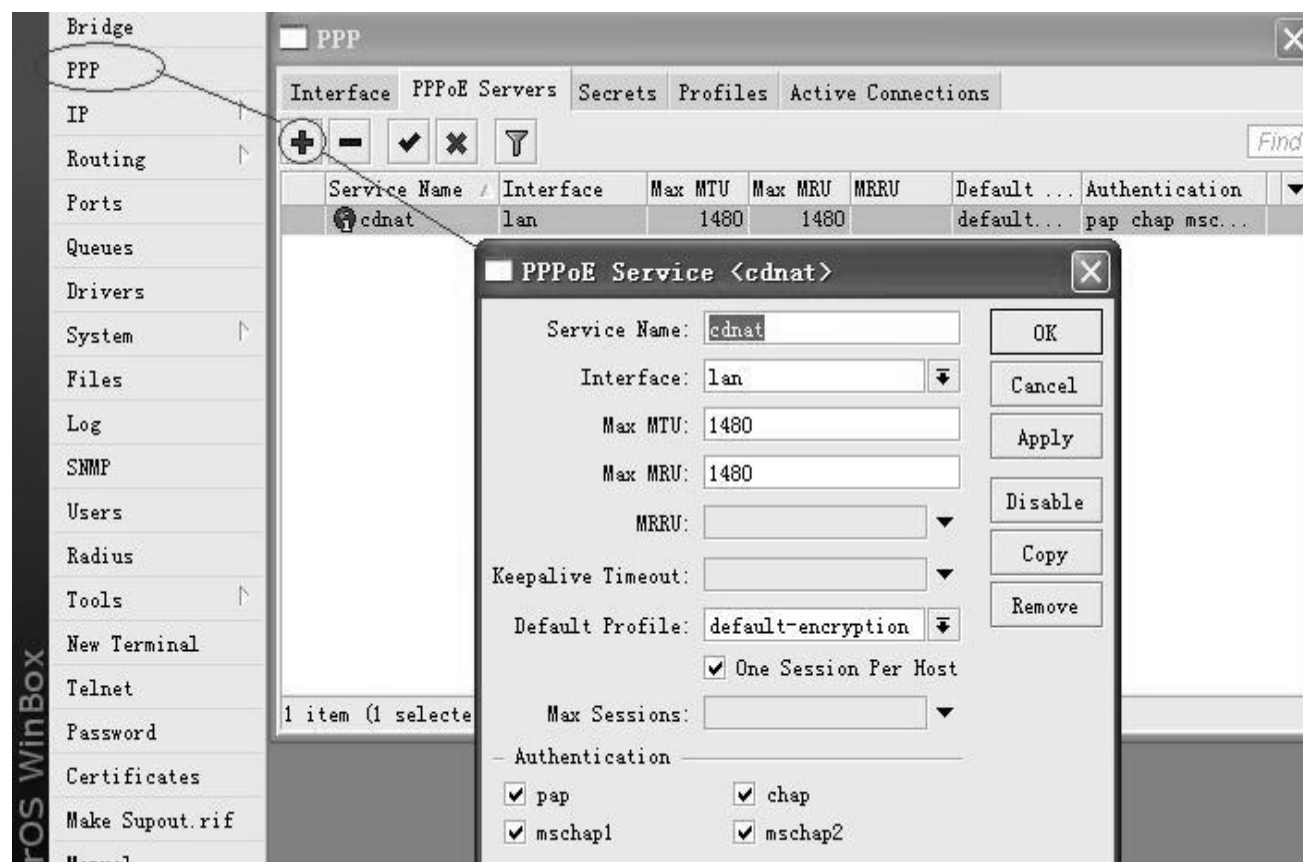 Bridge
PPP
IP
Routing
Ports
Queues
Drivers
System
Files
Log
SNMP
Users
Radius
Tools
New Terminal
Telnet
Password
Certificates
Make Supout.rif
rOS WinBox
PPP
Interface PPPoE Servers Secrets Profiles Active Connections
Find
Service Name Interface Max MTU Max MRU MRRU Default ... Authentication
cdnat lan 1480 1480 default... pap chap msc...
1 item (1 selecte
PPPoE Service <cdnat>
Service Name: cdnat
Interface: lan
Max MTU: 1480
Max MRU: 1480
MRRU:
Keepalive Timeout:
Default Profile: default-encryption
One Session Per Host
Max Sessions:
Authentication
pap chap
mschap1 mschap2
OK
Cancel
Apply
Disable
Copy
Remove